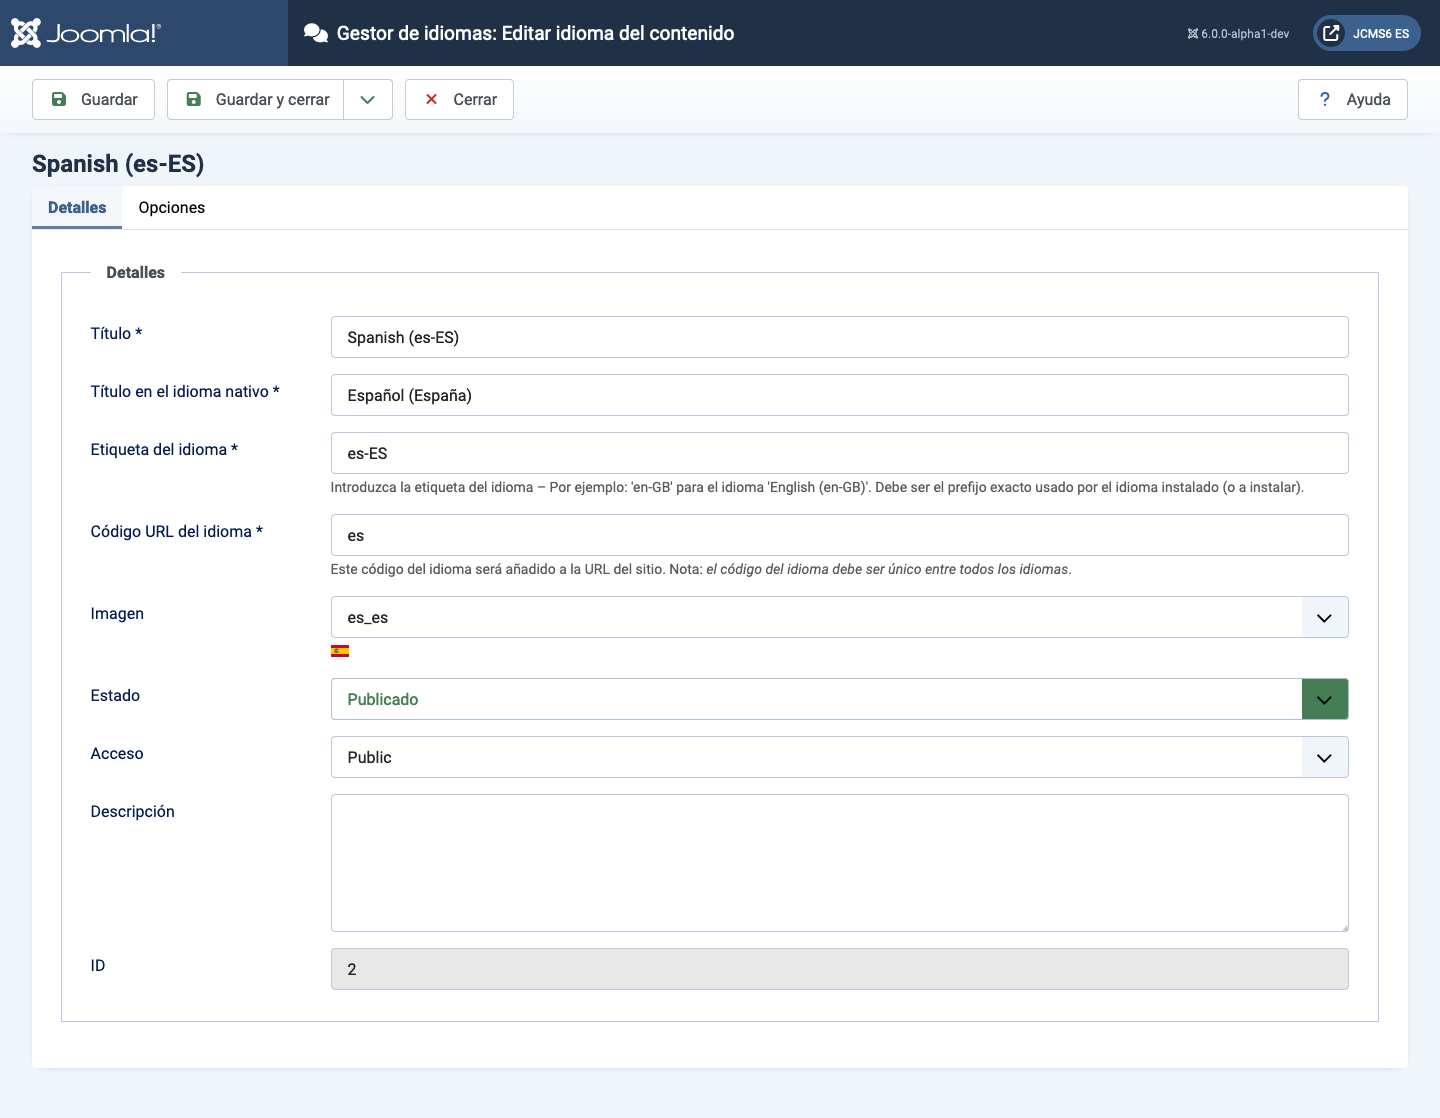 Joomla!®
Gestor de idiomas: Editar idioma del contenido
6.0.0-alpha1-dev
JCMS6 ES
Guardar
Guardar y cerrar
Cerrar
? Ayuda
Spanish (es-ES)
Detalles
Opciones
Detalles
Título *
Spanish (es-ES)
Título en el idioma nativo *
Español (España)
Etiqueta del idioma *
es-ES
Introduzca la etiqueta del idioma – Por ejemplo: 'en-GB' para el idioma 'English (en-GB)'. Debe ser el prefijo exacto usado por el idioma instalado (o a instalar).
Código URL del idioma *
es
Este código del idioma será añadido a la URL del sitio. Nota: el código del idioma debe ser único entre todos los idiomas.
Imagen
es_es
Estado
Publicado
Acceso
Public
Descripción
ID
2